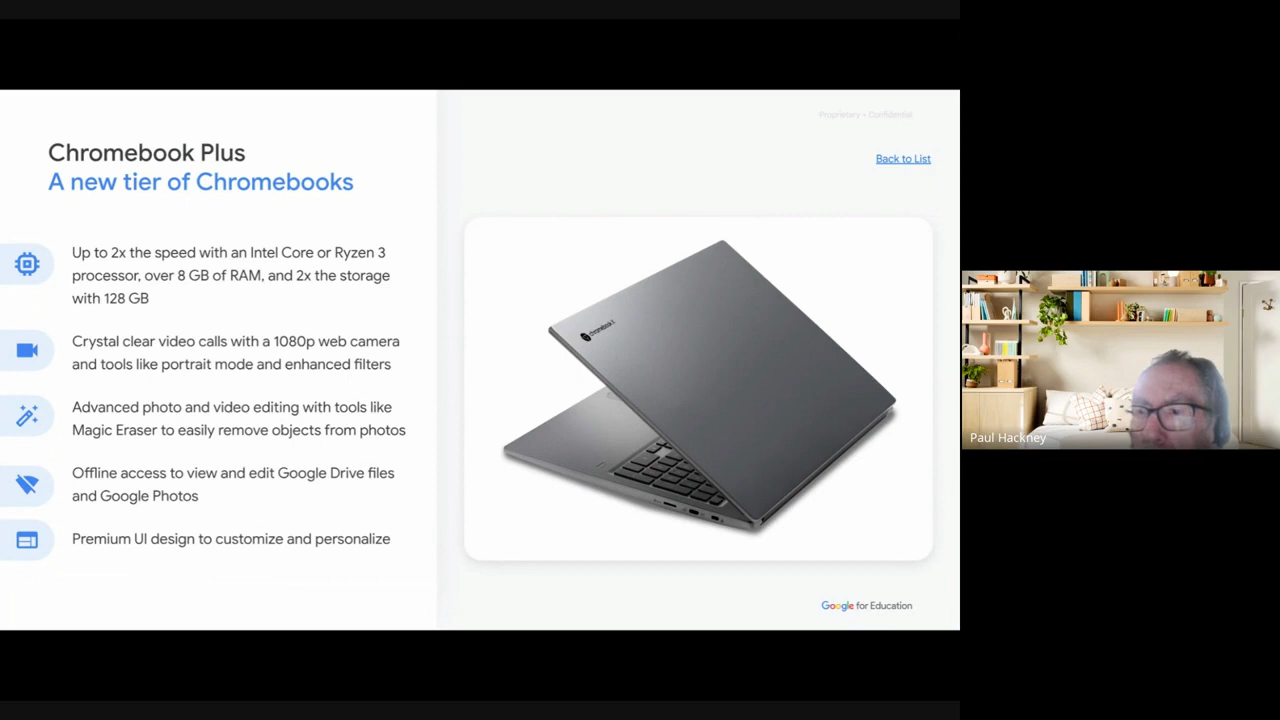 Proprietary + Confidential
Chromebook Plus
A new tier of Chromebooks
Back to List
Up to 2x the speed with an Intel Core or Ryzen 3
processor, over 8 GB of RAM, and 2x the storage
with 128 GB
Crystal clear video calls with a 1080p web camera
and tools like portrait mode and enhanced filters
Advanced photo and video editing with tools like
Magic Eraser to easily remove objects from photos
Offline access to view and edit Google Drive files
and Google Photos
Premium UI design to customize and personalize
chromebook
Google for Education
Paul Hackney